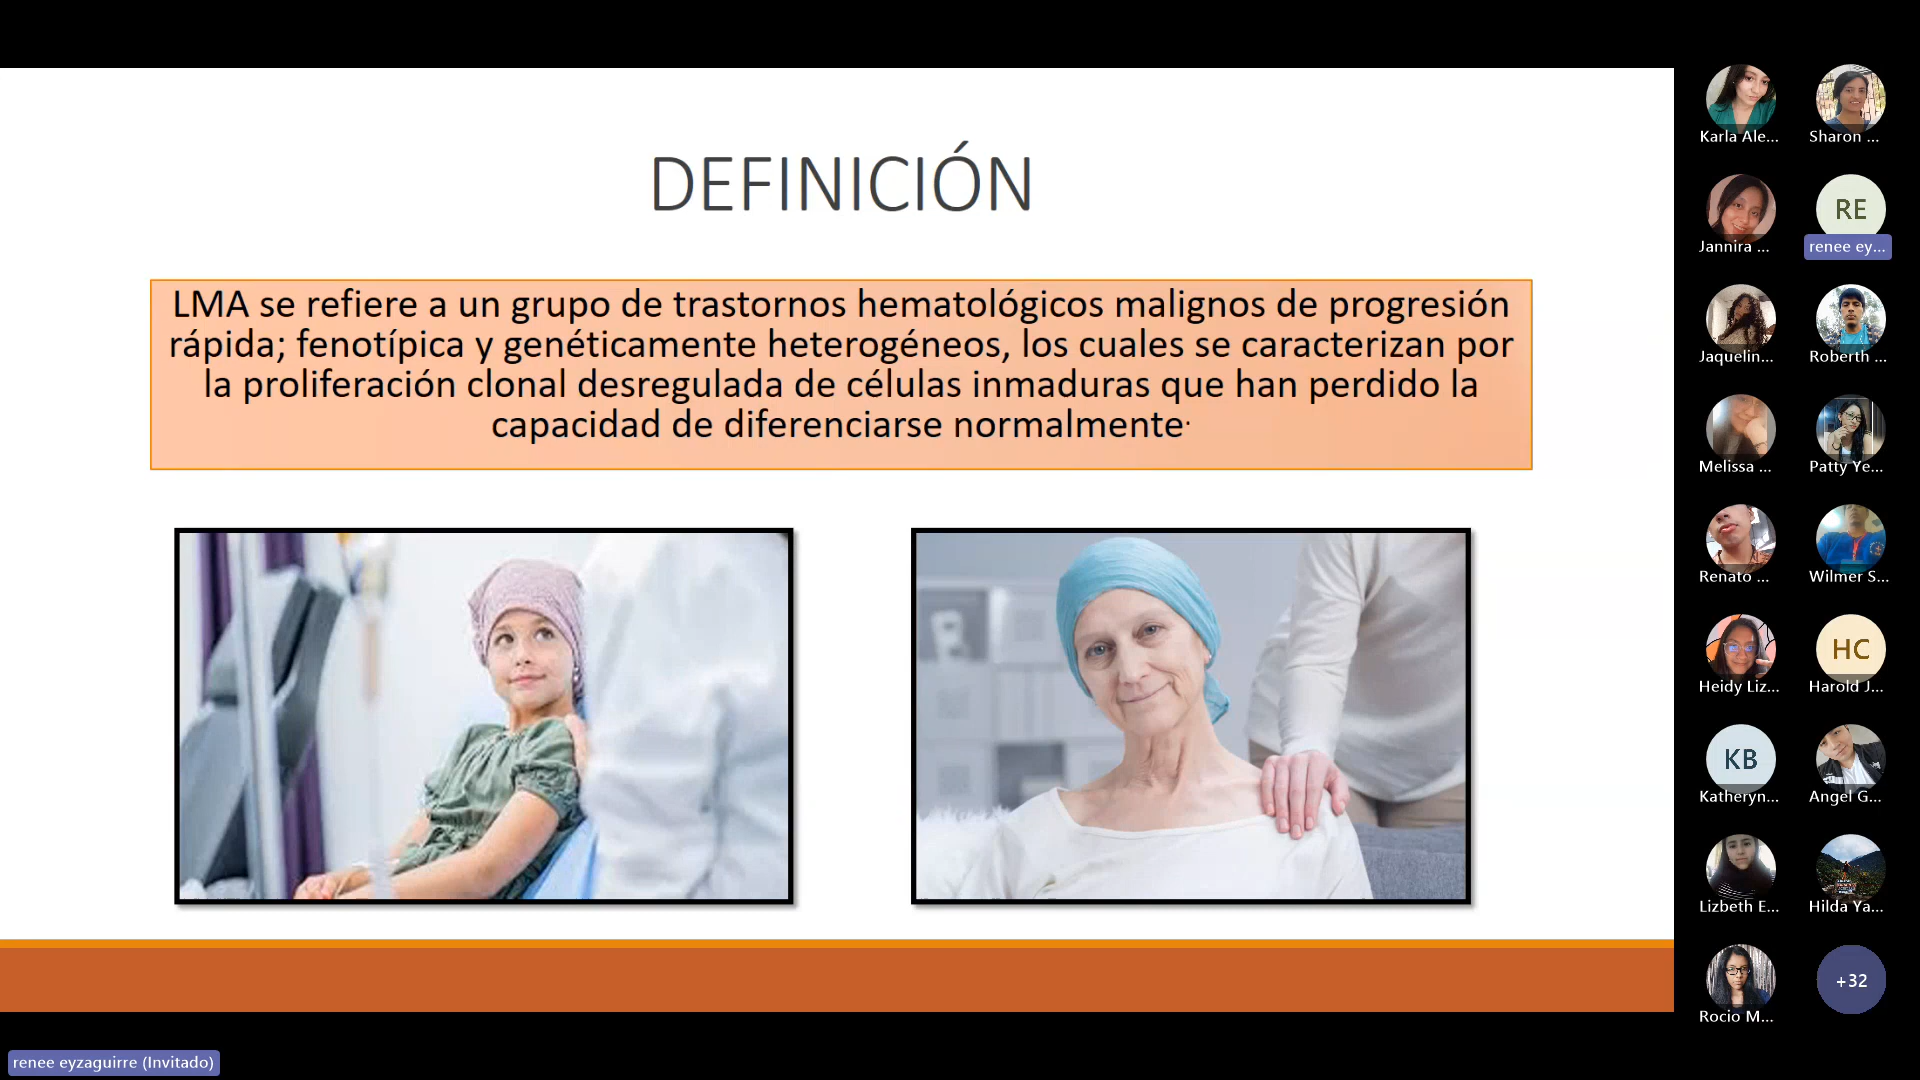 DEFINICIÓN
LMA se refiere a un grupo de trastornos hematológicos malignos de progresión
rápida; fenotípica y genéticamente heterogéneos, los cuales se caracterizan por
la proliferación clonal desregulada de células inmaduras que han perdido la
capacidad de diferenciarse normalmente.
Karla Ale...
Sharon ...
Jannira ...
RE
renee ey...
Jaquelin...
Roberth ...
Melissa ...
Patty Ye...
Renato ...
Wilmer S...
Heidy Liz...
HC
Harold J...
KB
Katheryn...
Angel G...
Lizbeth E...
Hilda Ya...
Rocio M...
+32
renee eyzaguirre (Invitado)